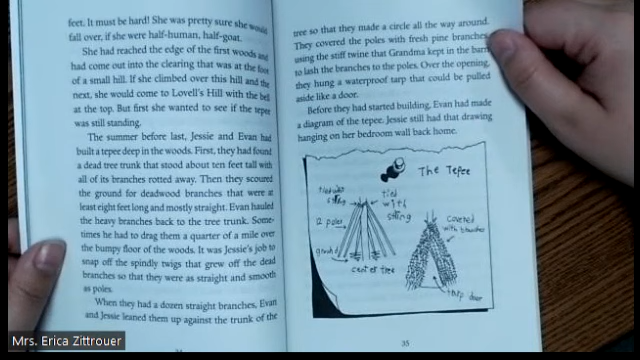 feet. It must be hard! She was pretty sure she would
fall over, if she were half-human, half-goat.
She had reached the edge of the first woods and
had come out into the clearing that was at the foot
of a small hill. If she climbed over this hill and the
next, she would come to Lovell's Hill with the bell
at the top. But first she wanted to see if the tepee
was still standing.
The summer before last, Jessie and Evan had
built a tepee deep in the woods. First, they had found
a dead tree trunk that stood about ten feet tall with
all of its branches rotted away. Then they scoured
the ground for deadwood branches that were at
least eight feet long and mostly straight. Evan hauled
the heavy branches back to the tree trunk. Some-
times he had to drag them a quarter of a mile over
the bumpy floor of the woods. It was Jessie's job to
snap off the spindly twigs that grew off the dead
branches so that they were as straight and smooth
as poles.
When they had a dozen straight branches, Evan
and Jessie leaned them up against the trunk of the
tree so that they made a circle all the way around.
They covered the poles with fresh pine branches,
using the stiff twine that Grandma kept in the barn
to lash the branches to the poles. Over the opening,
they hung a waterproof tarp that could be pulled
aside like a door.
Before they had started building, Evan had made
a diagram of the tepee. Jessie still had that drawing
hanging on her bedroom wall back home.
The Tepee
tied
with
string
12 poles
center tree
covered
with branches
tarp door
35
Mrs. Erica Zittrouer